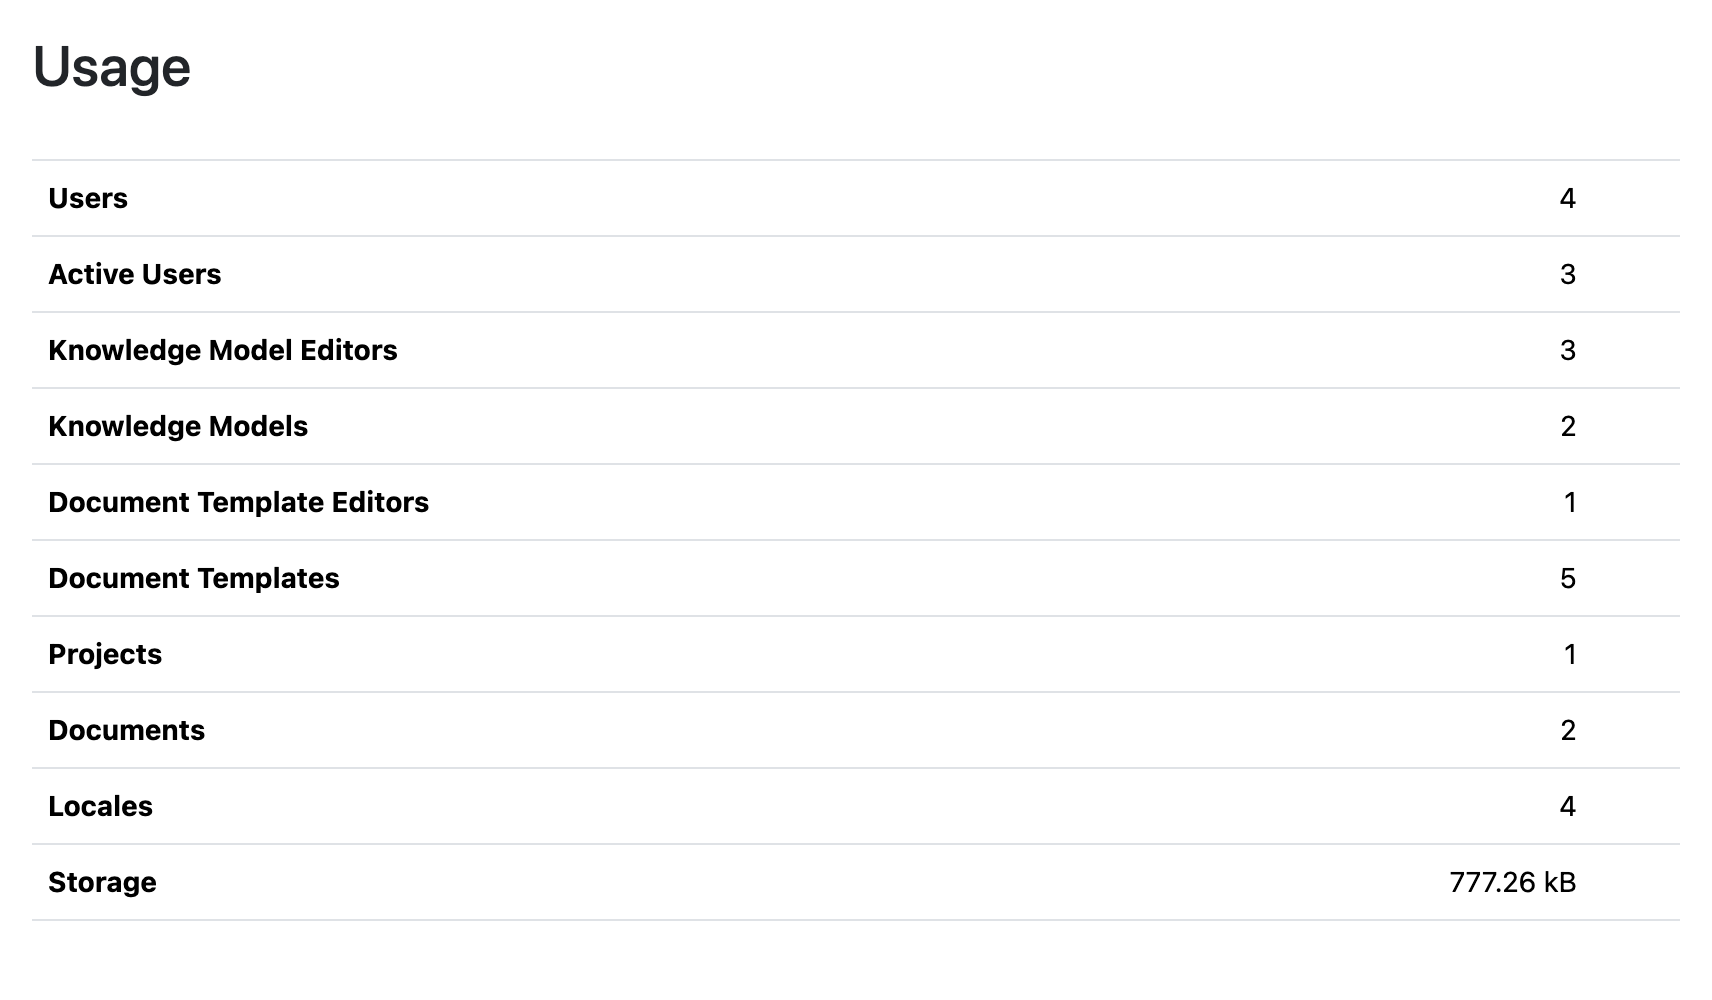 Usage
Users 4
Active Users 3
Knowledge Model Editors 3
Knowledge Models 2
Document Template Editors 1
Document Templates 5
Projects 1
Documents 2
Locales 4
Storage 777.26 kB